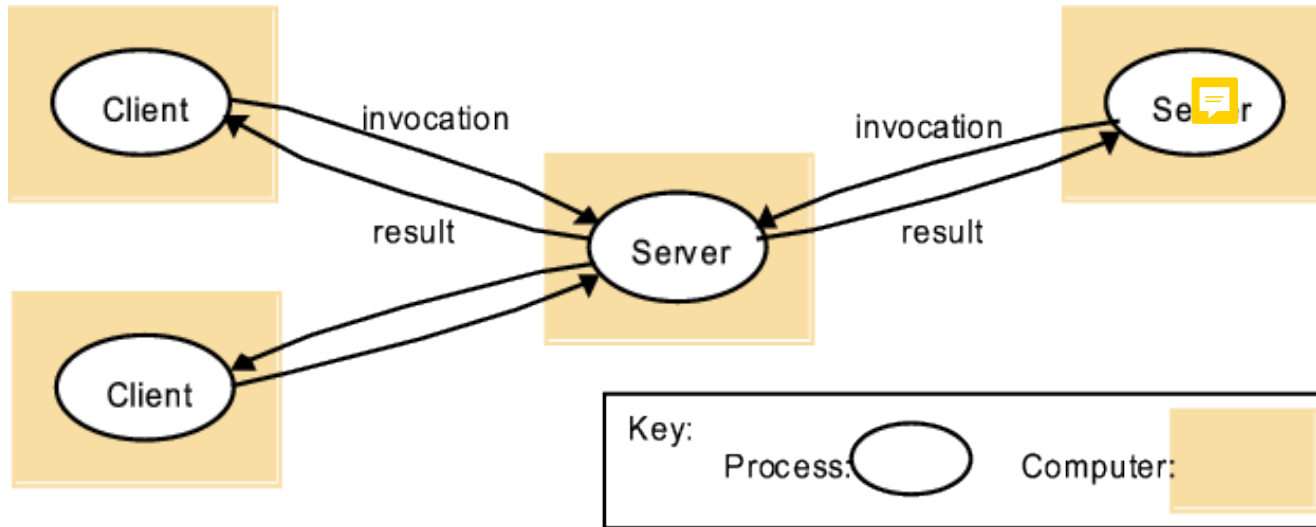 Client
invocation
result
Server
invocation
result
Client
Key:
Process:
Computer: